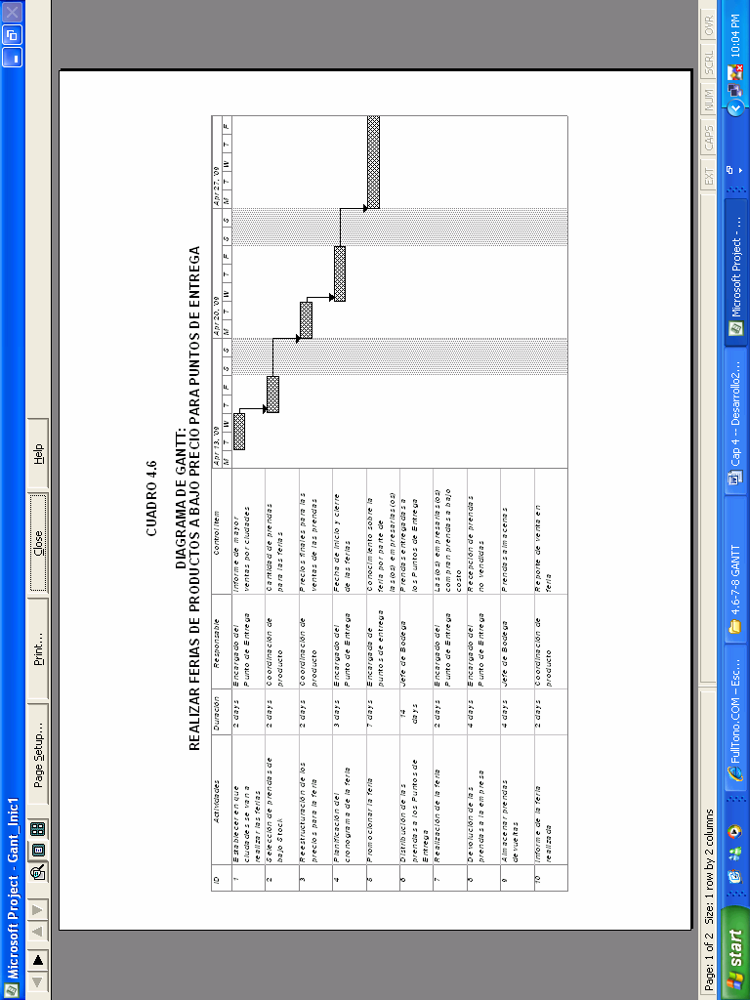 Microsoft Project - Gant_Inic1
Page Setup... Print... Close Help
CUADRO 4.6
DIAGRAMA DE GANTT:
REALIZAR FERIAS DE PRODUCTOS A BAJO PRECIO PARA PUNTOS DE ENTREGA
ID Actividades Duración Responsable Control Item
Apr 13, '09 Apr 20, '09 Apr 27, '09
M T W T F S S M T W T F S S M T W T F
1 Establecer en que 2 days Encargado del Informe de mayor
ciudades se van a Punto de Entrega ventas por ciudades
realizar las ferias
2 Selección de prendas de 2 days Coordinación de Cantidad de prendas
bajo Stock producto para las ferias
3 Reestructuración de los 2 days Coordinación de Precios finales para las
precios para la feria producto ventas de las prendas
4 Planificación del 3 days Encargado del Fecha de inicio y cierre
cronograma de la feria Punto de Entrega de las ferias
5 Promocionar la feria 7 days Encargada de Conocimiento sobre la
puntos de entrega feria por parte de
las(os) empresarias(os)
6 Distribución de las 14 Jefe de Bodega Prendas entregadas a
prendas a los Puntos de days los Puntos de Entrega
Entrega
7 Realización de la feria 2 days Encargado del Las(os) empresarias(os)
Punto de Entrega compran prendas a bajo
costo
8 Devolución de las 4 days Encargado del Recepción de prendas
prendas a la empresa Punto de Entrega no vendidas
9 Almacenar prendas 4 days Jefe de Bodega Prendas almacenas
devueltas
10 Informe de la feria 2 days Coordinación de Reporte de venta en
realizada producto feria
Page: 1 of 2 Size: 1 row by 2 columns
EXT CAPS NUM SCRL OVR
start
FullTono.COM -- Esc...
4.6-7-8 GANTT
Cap 4 -- Desarrollo2...
Microsoft Project - ...
10:04 PM